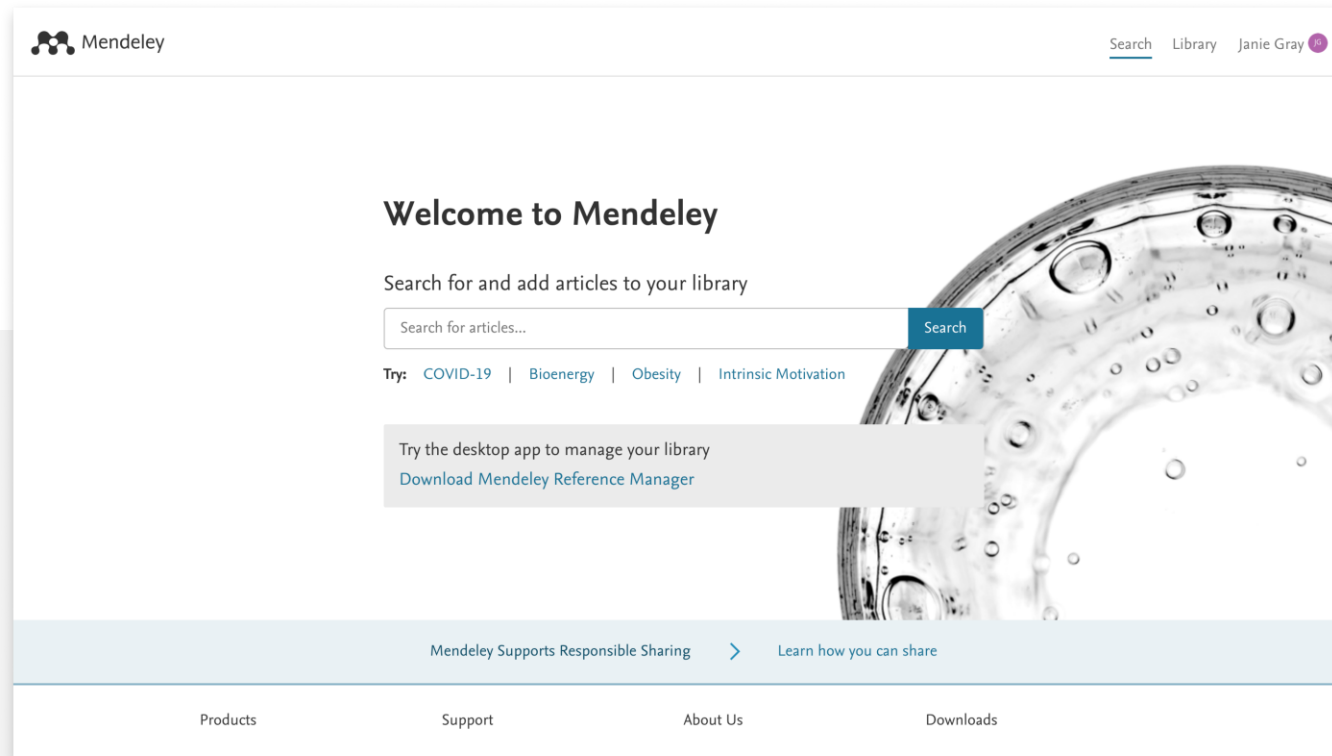 Mendeley
Search Library Janie Gray JG
Welcome to Mendeley
Search for and add articles to your library
Search for articles... Search
Try: COVID-19 | Bioenergy | Obesity | Intrinsic Motivation
Try the desktop app to manage your library
Download Mendeley Reference Manager
Mendeley Supports Responsible Sharing Learn how you can share
Products Support About Us Downloads